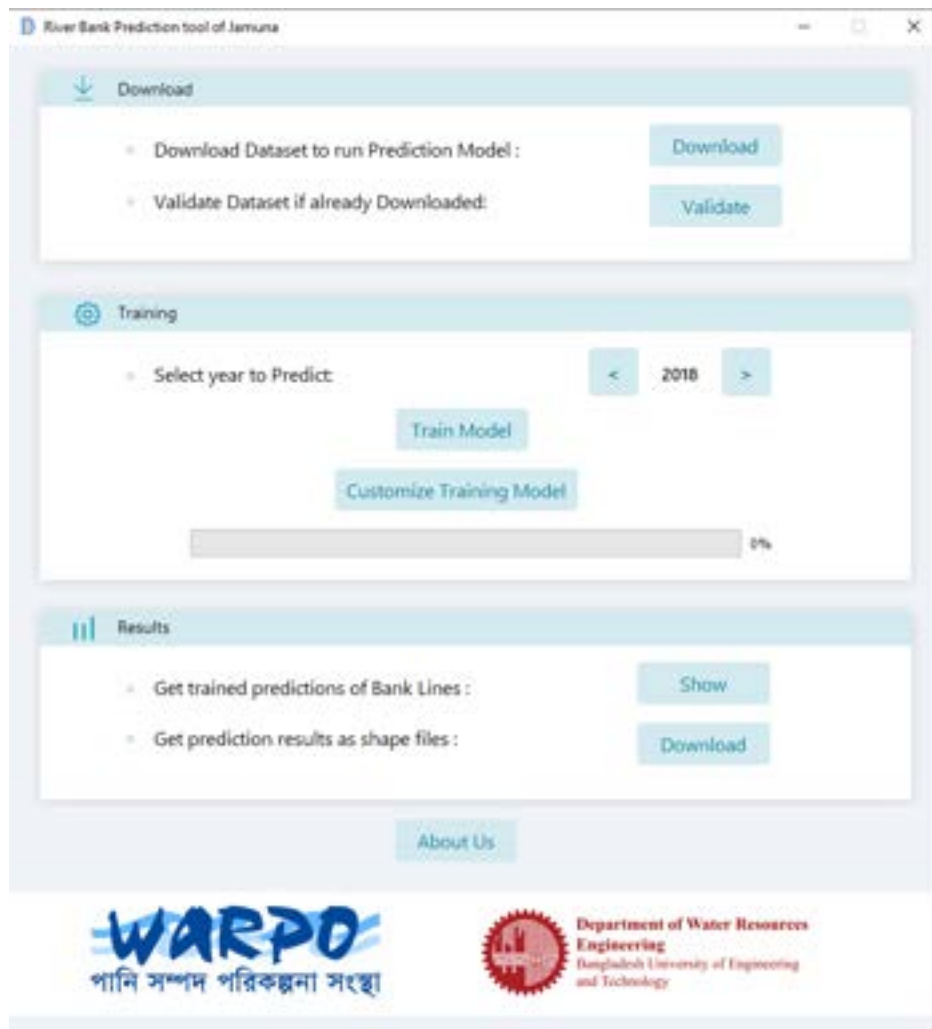 River Bank Prediction tool of Jamuna
Download
Download Dataset to run Prediction Model :
Download
Validate Dataset if already Downloaded:
Validate
Training
Select year to Predict:
< 2018 >
Train Model
Customize Training Model
0%
Results
Get trained predictions of Bank Lines :
Show
Get prediction results as shape files :
Download
About Us
WARPO
পানি সম্পদ পরিকল্পনা সংস্থা
Department of Water Resources
Engineering
Bangladesh University of Engineering
and Technology